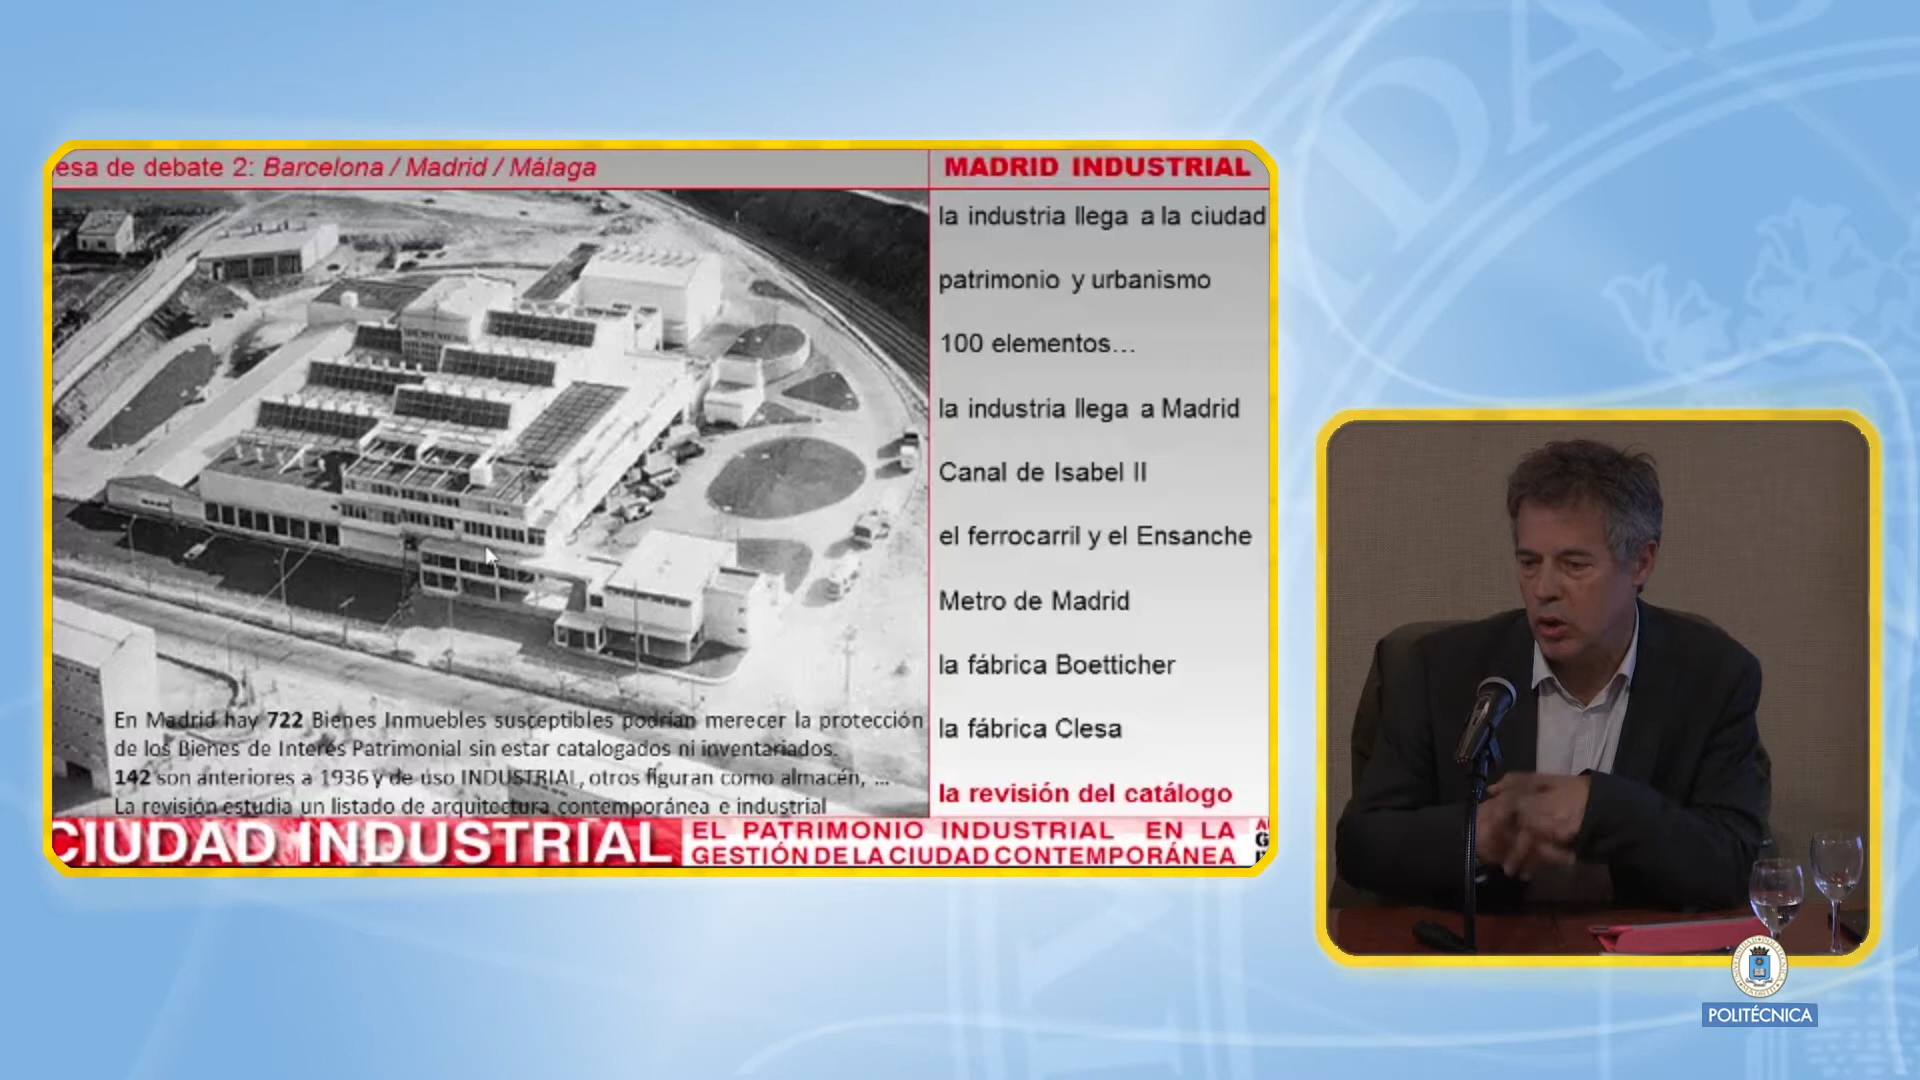 esa de debate 2: Barcelona / Madrid / Málaga
MADRID INDUSTRIAL
la industria llega a la ciudad
patrimonio y urbanismo
100 elementos...
la industria llega a Madrid
Canal de Isabel II
el ferrocarril y el Ensanche
Metro de Madrid
la fábrica Boetticher
la fábrica Clesa
la revisión del catálogo
En Madrid hay 722 Bienes Inmuebles susceptibles podrían merecer la protección
de los Bienes de Interés Patrimonial sin estar catalogados ni inventariados.
142 son anteriores a 1936 y de uso INDUSTRIAL, otros figuran como almacén, ...
La revisión estudia un listado de arquitectura contemporánea e industrial
CIUDAD INDUSTRIAL
EL PATRIMONIO INDUSTRIAL EN LA
GESTIÓN DE LA CIUDAD CONTEMPORÁNEA
POLITÉCNICA